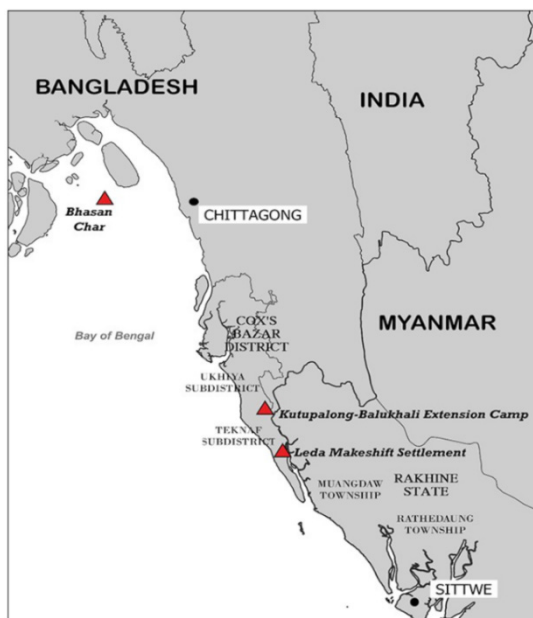 BANGLADESH
INDIA
Bhasan
Char
CHITTAGONG
MYANMAR
Bay of Bengal
COX'S
BAZAR
DISTRICT
UKHIYA
SUBDISTRICT
Kutupalong-Balukhali Extension Camp
TEKNAF
SUBDISTRICT
Leda Makeshift Settlement
MUANGDAW
TOWNSHIP
RAKHINE
STATE
RATHEDAUNG
TOWNSHIP
SITTWE